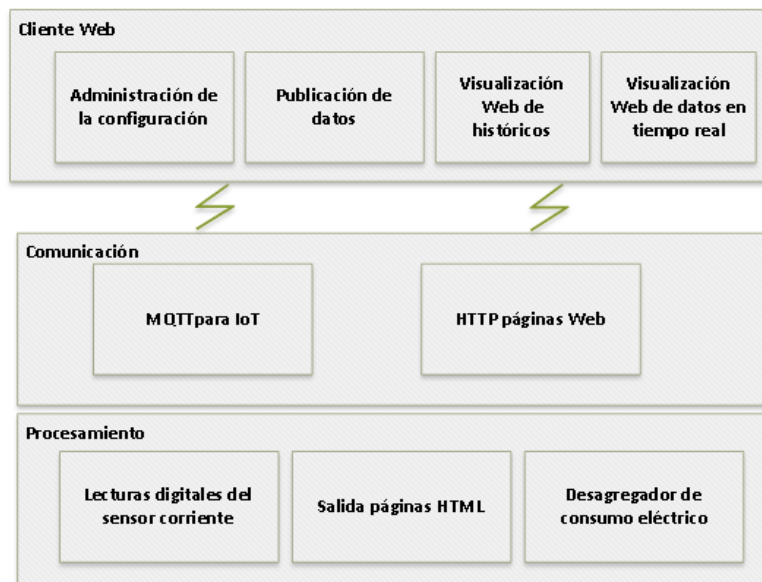 Cliente Web
Administración de
la configuración
Publicación de
datos
Visualización
Web de
históricos
Visualización
Web de datos en
tiempo real
Comunicación
MQTTpara IoT
HTTP páginas Web
Procesamiento
Lecturas digitales del
sensor corriente
Salida páginas HTML
Desagregador de
consumo eléctrico